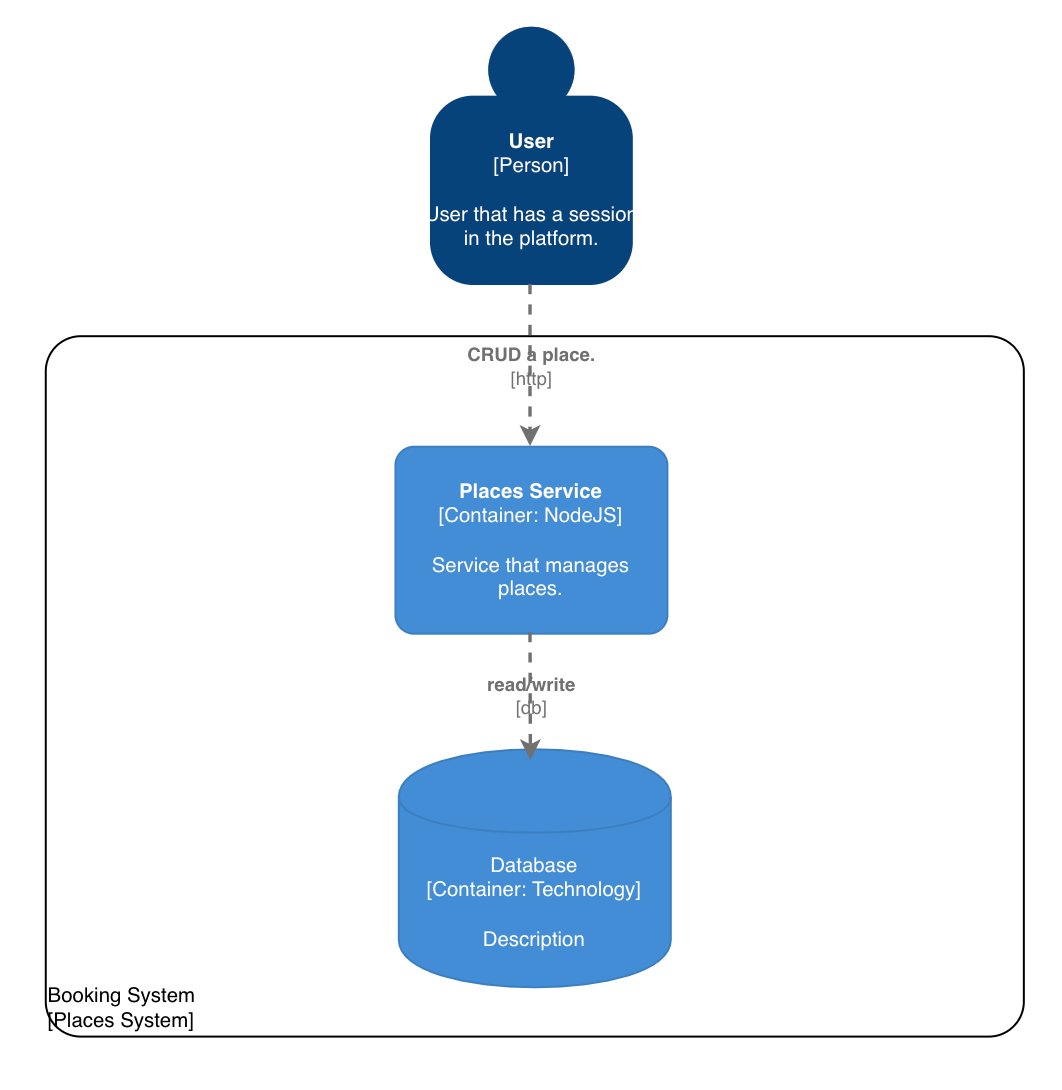 User
[Person]
User that has a session
in the platform.
CRUD a place.
[http]
Places Service
[Container: NodeJS]
Service that manages
places.
read/write
[db]
Database
[Container: Technology]
Description
Booking System
[Places System]